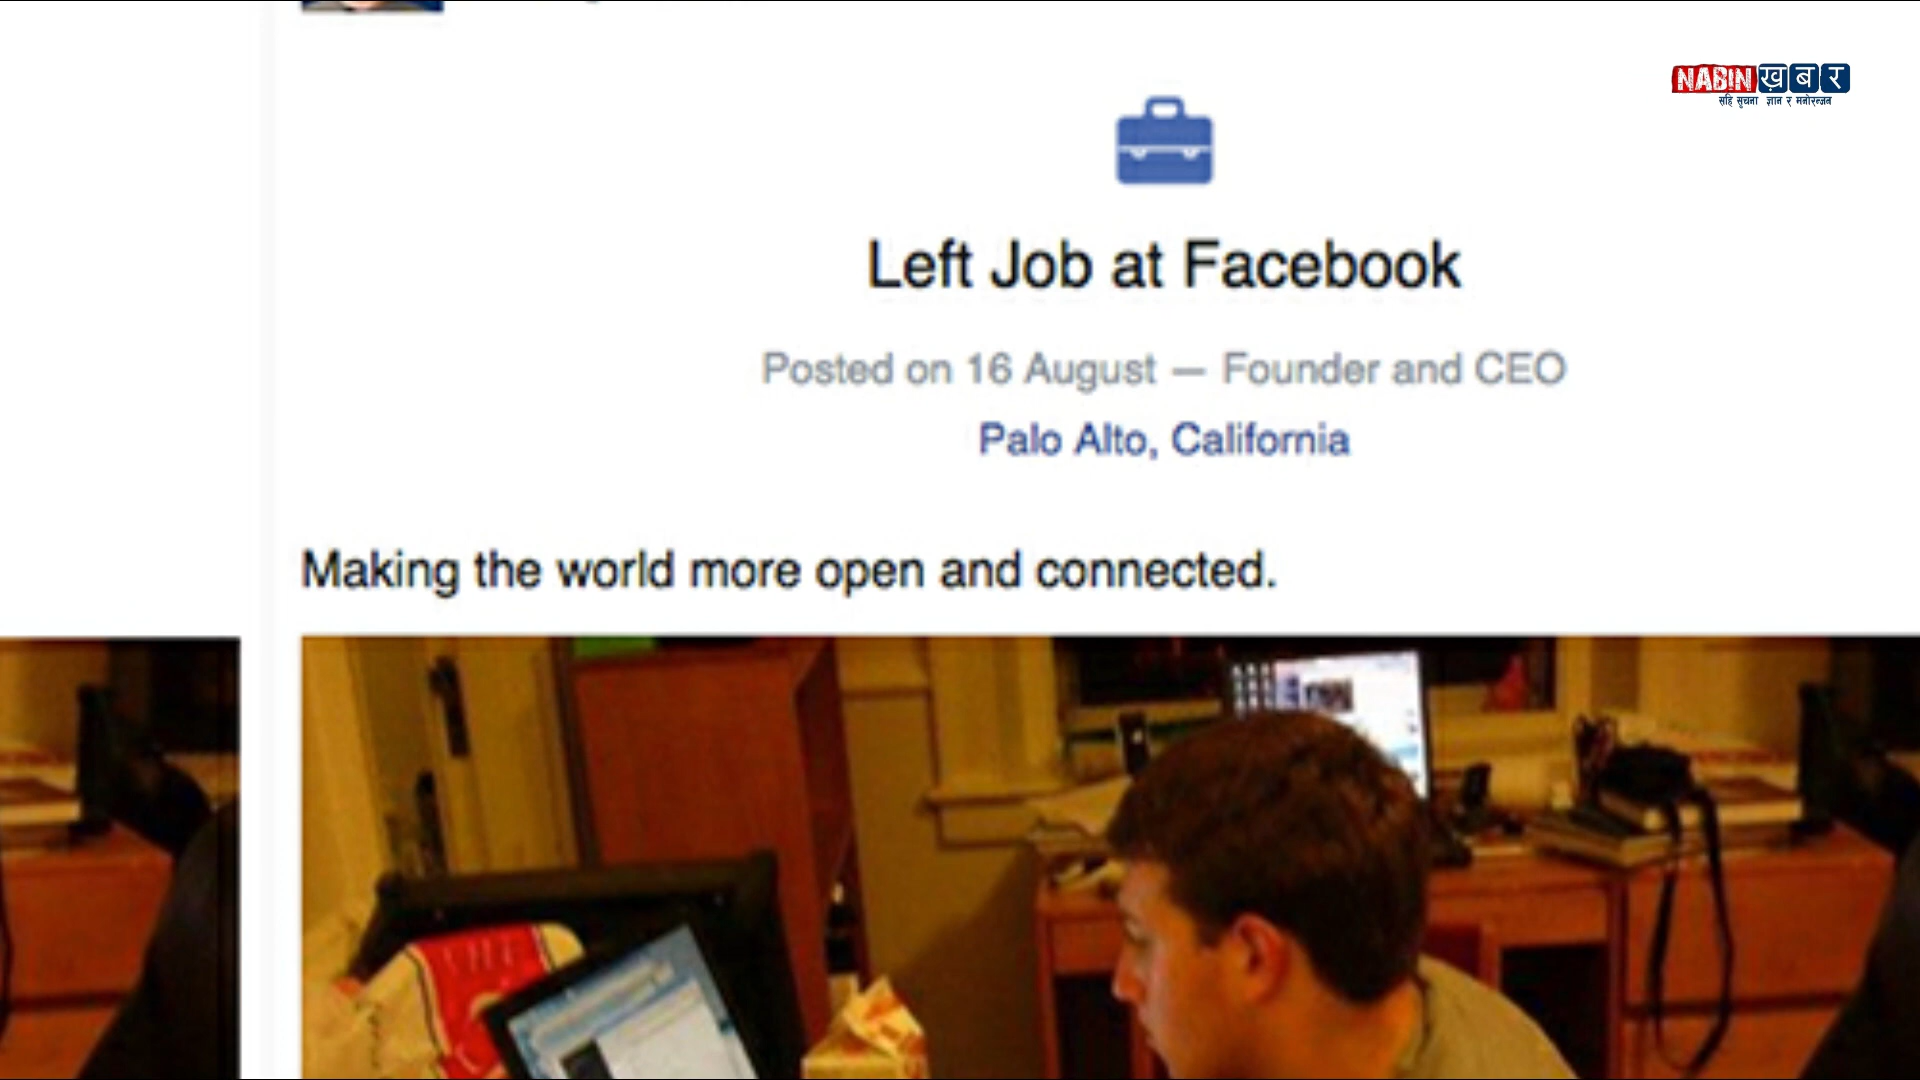 NABIN ख़बर
सहि सुचना ज्ञान र मनोरन्जन
Left Job at Facebook
Posted on 16 August — Founder and CEO
Palo Alto, California
Making the world more open and connected.